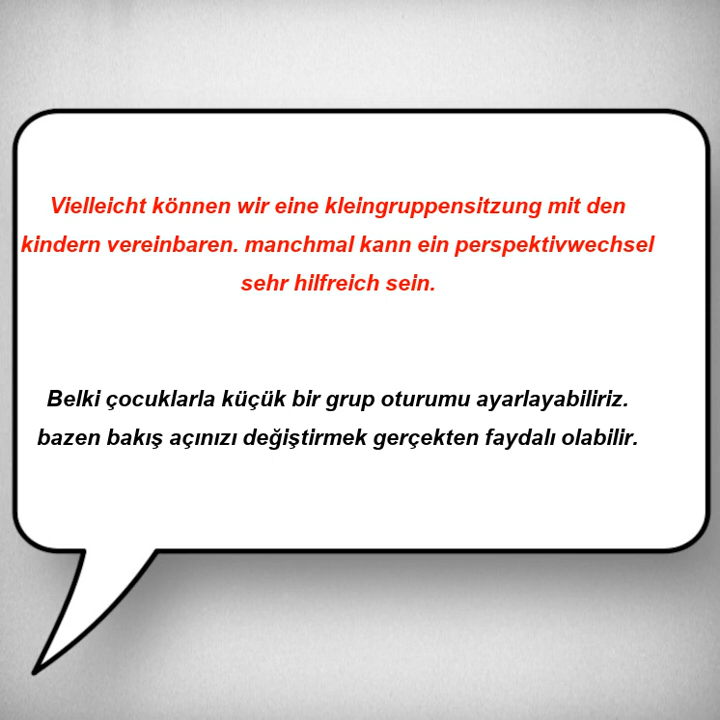 Vielleicht können wir eine kleingruppensitzung mit den
kindern vereinbaren. manchmal kann ein perspektivwechsel
sehr hilfreich sein.
Belki çocuklarla küçük bir grup oturumu ayarlayabiliriz.
bazen bakış açınızı değiştirmek gerçekten faydalı olabilir.